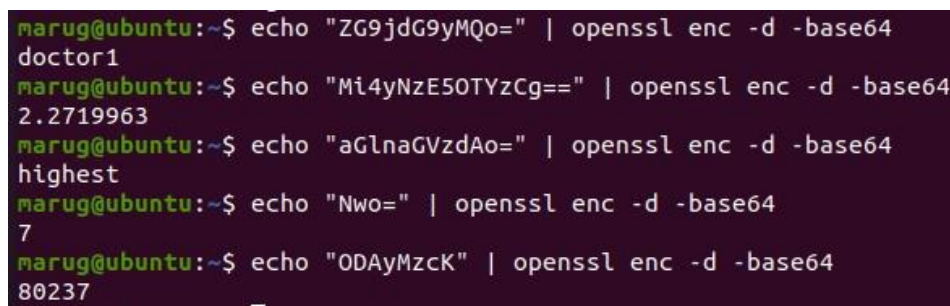 marug@ubuntu:~$ echo "ZG9jdG9yMQo=" | openssl enc -d -base64
doctor1
marug@ubuntu:~$ echo "Mi4yNzE5OTYzCg==" | openssl enc -d -base64
2.2719963
marug@ubuntu:~$ echo "aGlnaGVzdAo=" | openssl enc -d -base64
highest
marug@ubuntu:~$ echo "Nwo=" | openssl enc -d -base64
7
marug@ubuntu:~$ echo "ODAyMzcK" | openssl enc -d -base64
80237